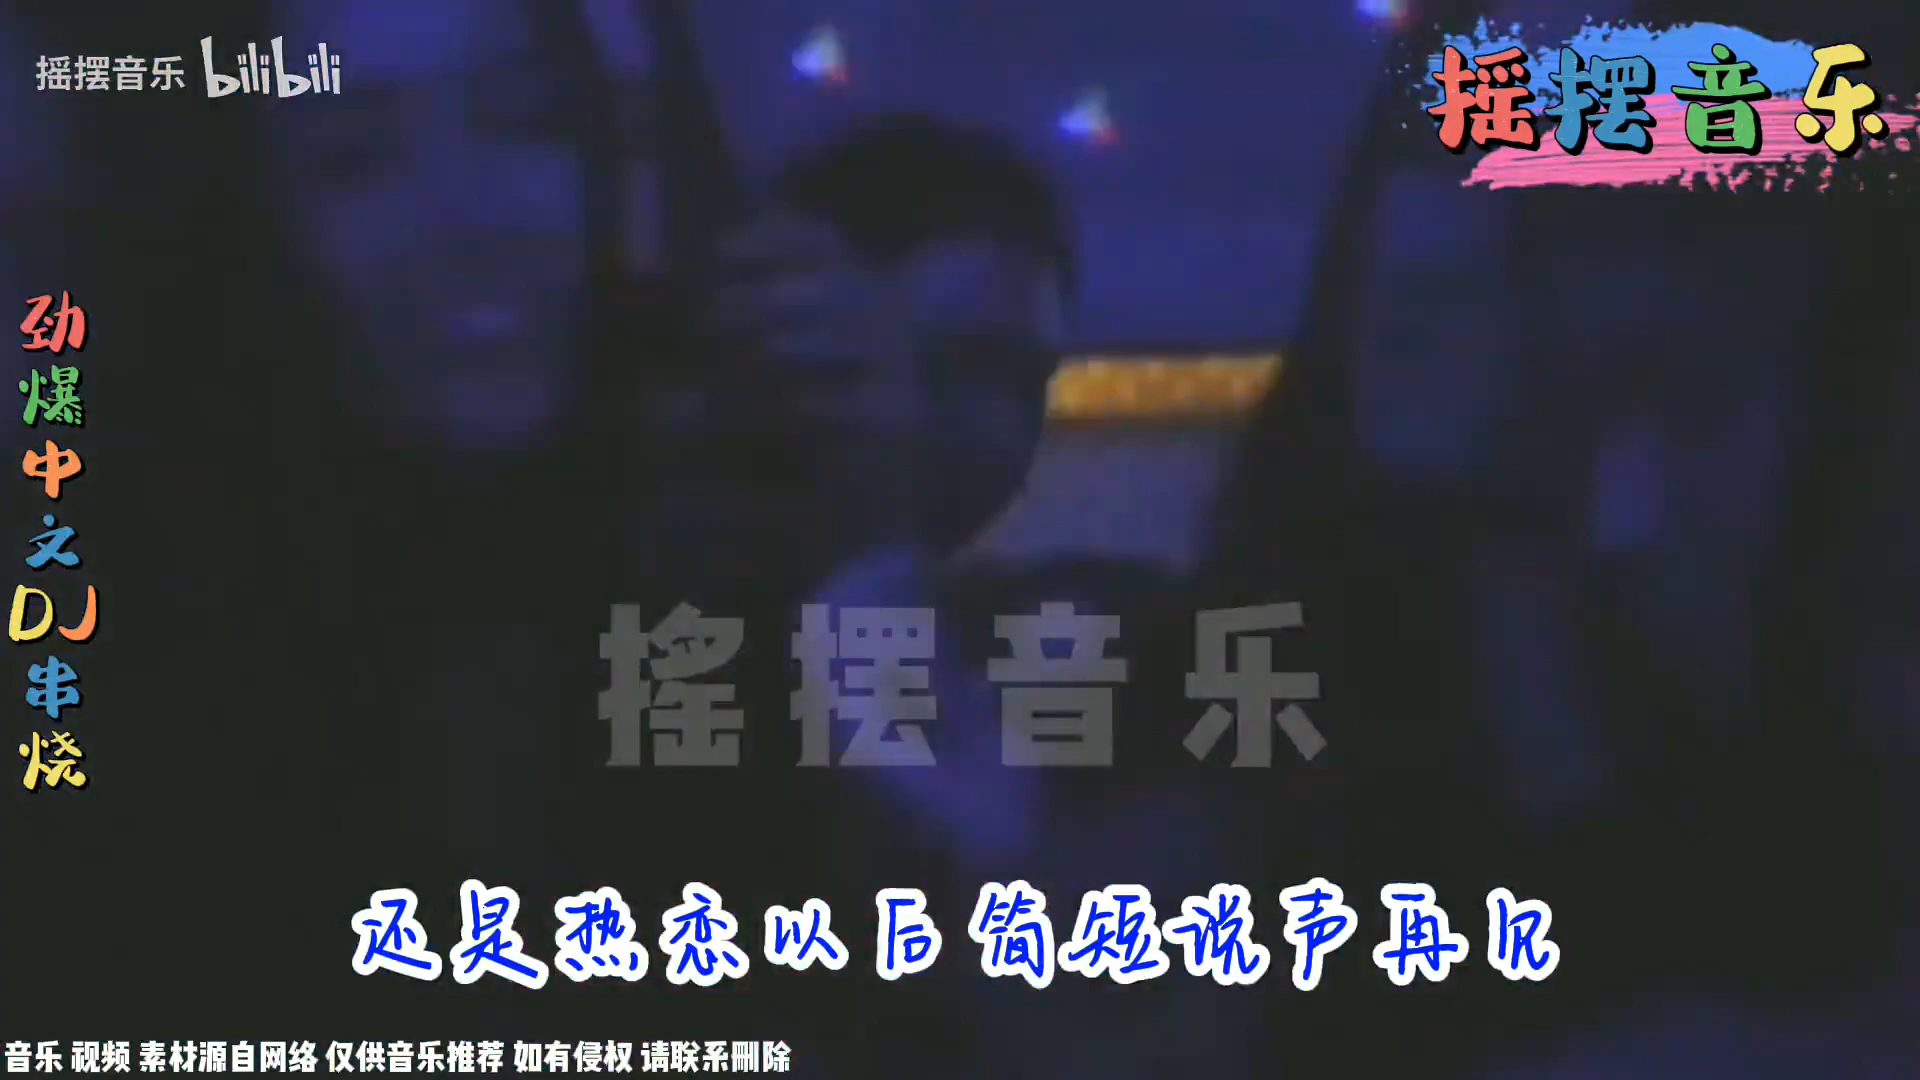 摇摆音乐 bilibili
摇摆音乐
劲爆中文DJ串烧
摇摆音乐
还是热恋以后简短说声再见
音乐 视频 素材源自网络 仅供音乐推荐 如有侵权 请联系删除